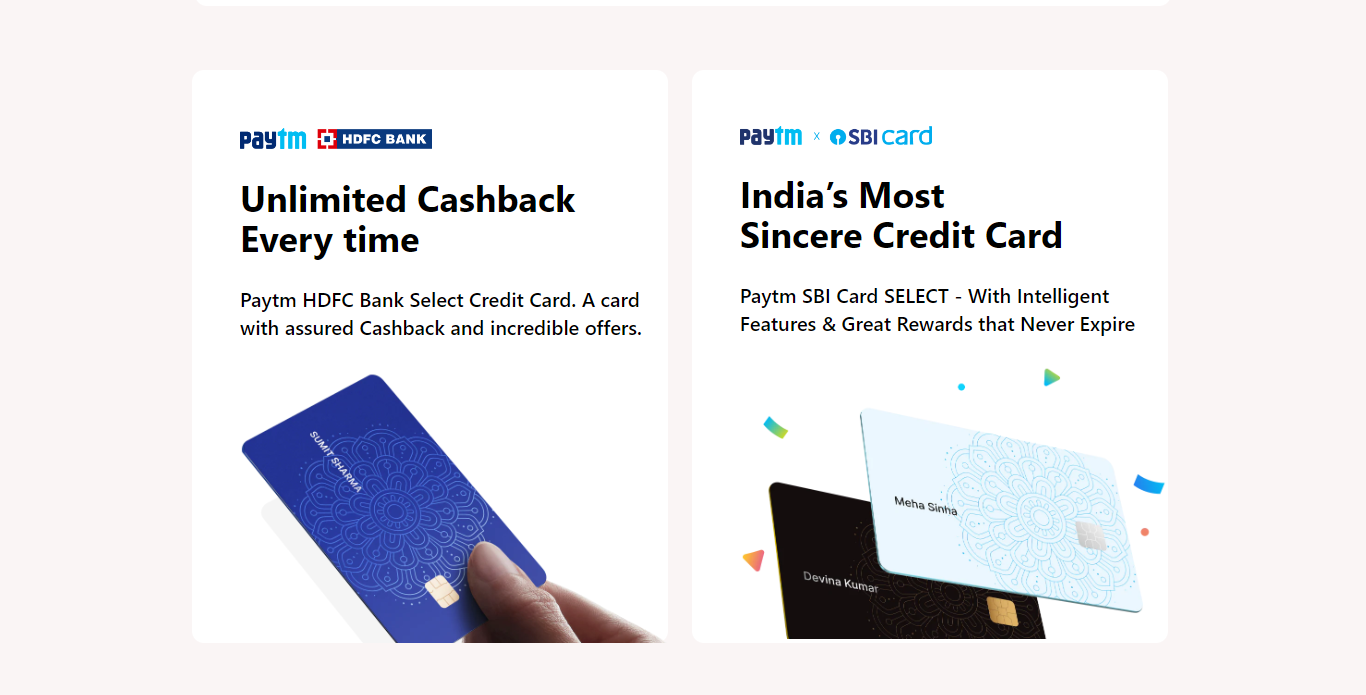 paytm HDFC BANK
Unlimited Cashback
Every time
Paytm HDFC Bank Select Credit Card. A card
with assured Cashback and incredible offers.
SUMIT SHARMA
paytm x SBI card
India’s Most
Sincere Credit Card
Paytm SBI Card SELECT - With Intelligent
Features & Great Rewards that Never Expire
Meha Sinha
Devina Kumar